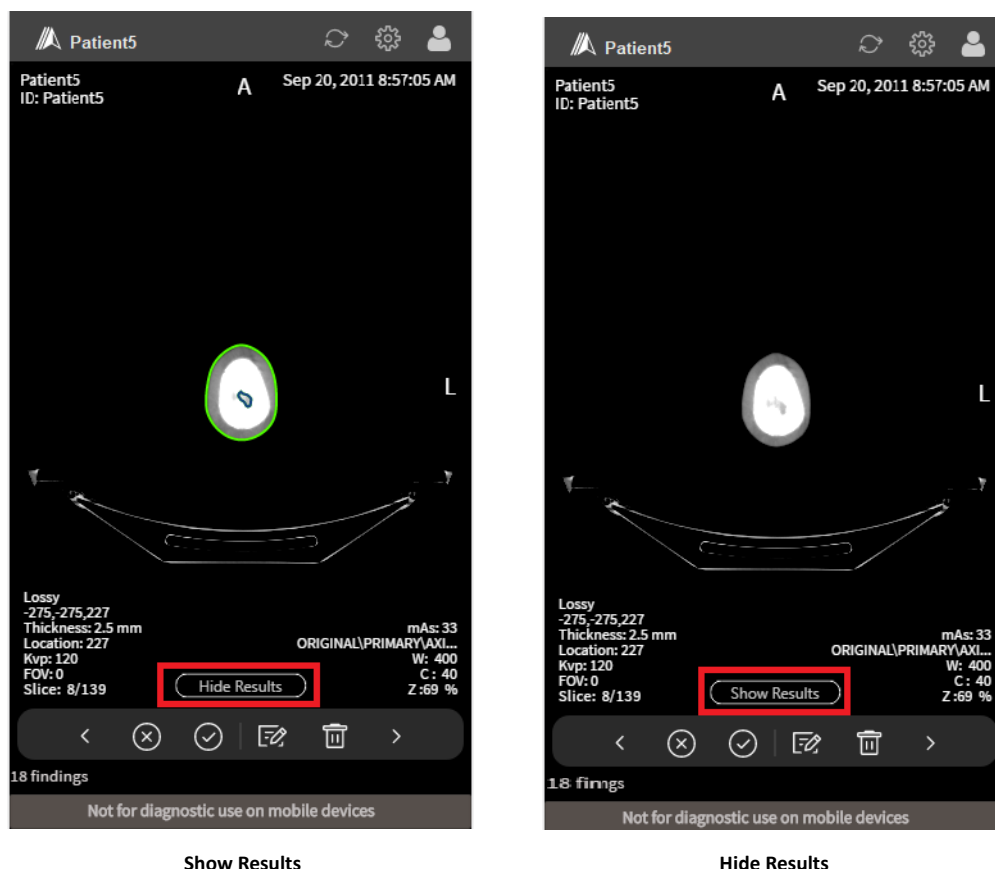 Patient5
Patient5
ID: Patient5
A
Sep 20, 2011 8:57:05 AM
L
Lossy
-275,-275,227
Thickness: 2.5 mm
Location: 227
Kvp: 120
FOV: 0
Slice: 8/139
mAs: 33
ORIGINAL\PRIMARY\AXI...
W: 400
C: 40
Z:69 %
Hide Results
18 findings
Not for diagnostic use on mobile devices
Show Results
Patient5
Patient5
ID: Patient5
A
Sep 20, 2011 8:57:05 AM
L
Lossy
-275,-275,227
Thickness: 2.5 mm
Location: 227
Kvp: 120
FOV: 0
Slice: 8/139
mAs: 33
ORIGINAL\PRIMARY\AXI...
W: 400
C: 40
Z:69 %
Show Results
18
Not for diagnostic use on mobile devices
Hide Results